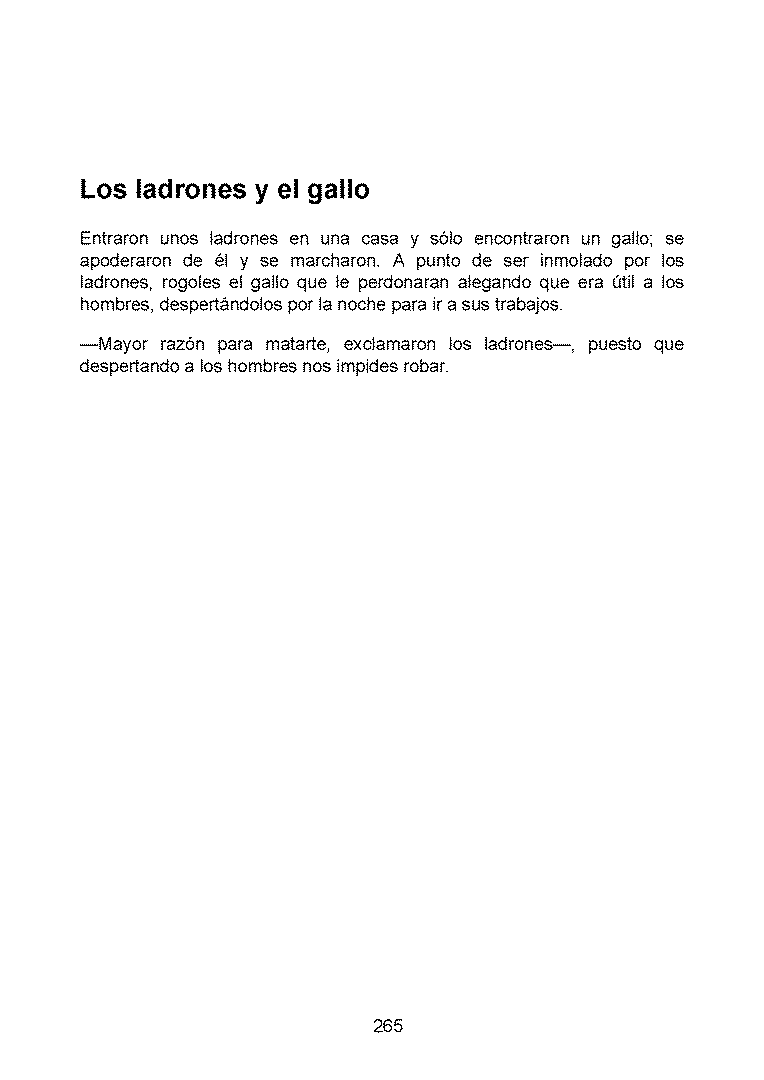 Los ladrones y el gallo
Entraron unos ladrones en una casa y sólo encontraron un gallo; se
apoderaron de él y se marcharon. A punto de ser inmolado por los
ladrones, rogoles el gallo que le perdonaran alegando que era útil a los
hombres, despertándolos por la noche para ir a sus trabajos.
—Mayor razón para matarte, exclamaron los ladrones—, puesto que
despertando a los hombres nos impides robar.
265